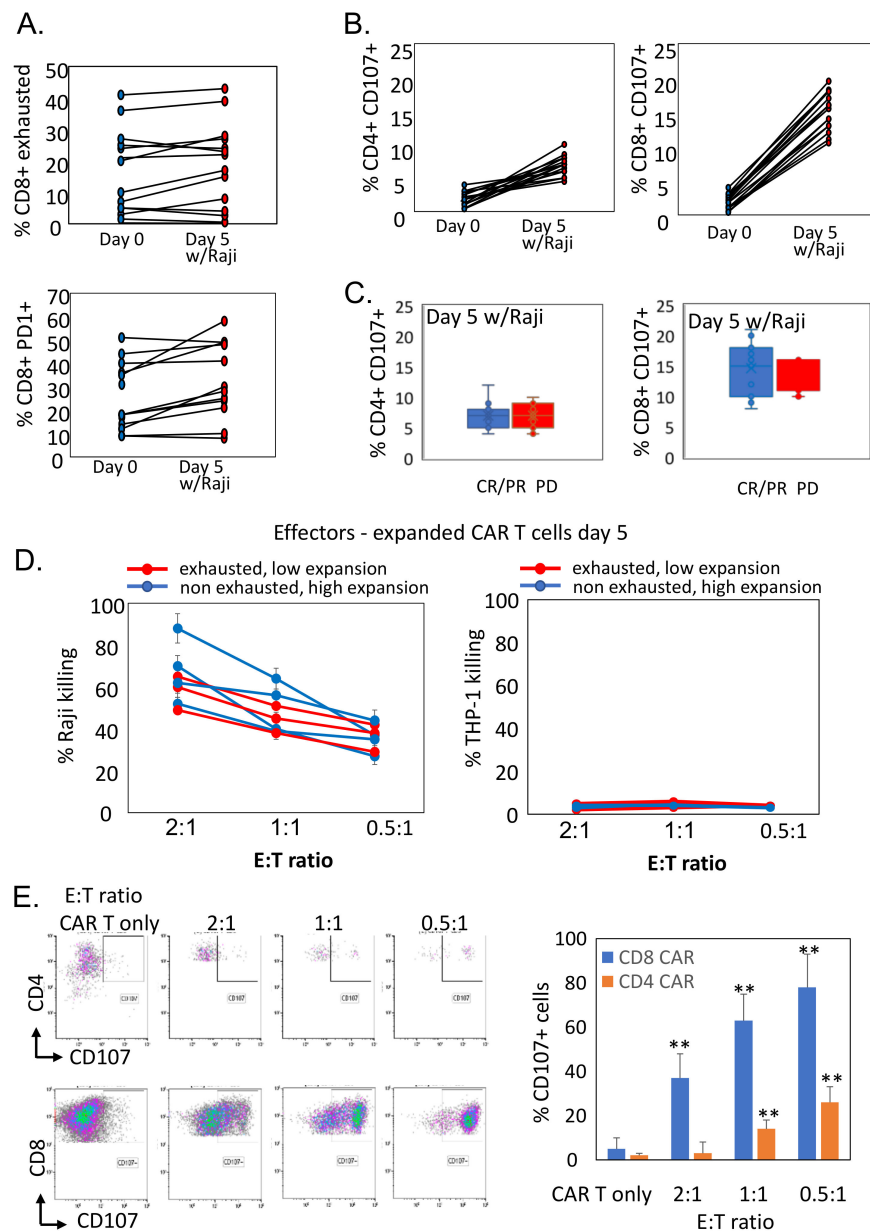 A.
% CD8+ exhausted
50
40
30
20
10
0
Day 0
Day 5
w/Raji
% CD8+ PD1+
70
60
50
40
30
20
10
0
Day 0
Day 5
w/Raji
B.
% CD4+ CD107+
25
20
15
10
5
0
Day 0
Day 5
w/Raji
% CD8+ CD107+
25
20
15
10
5
0
Day 0
Day 5
w/Raji
C.
Day 5 w/Raji
% CD4+ CD107+
25
20
15
10
5
0
CR/PR PD
Day 5 w/Raji
% CD8+ CD107+
25
20
15
10
5
0
CR/PR PD
Effectors - expanded CAR T cells day 5
D.
exhausted, low expansion
non exhausted, high expansion
% Raji killing
100
80
60
40
20
0
2:1 1:1 0.5:1
E:T ratio
exhausted, low expansion
non exhausted, high expansion
% THP-1 killing
100
80
60
40
20
0
2:1 1:1 0.5:1
E:T ratio
E.
E:T ratio
CAR T only 2:1 1:1 0.5:1
CD4
CD107
CD107
CD107
CD107
CD107
CD8
CD107-
CD107-
CD107-
CD107-
CD107
% CD107+ cells
100
80
60
40
20
0
CD8 CAR
CD4 CAR
**
**
**
**
**
CAR T only 2:1 1:1 0.5:1
E:T ratio